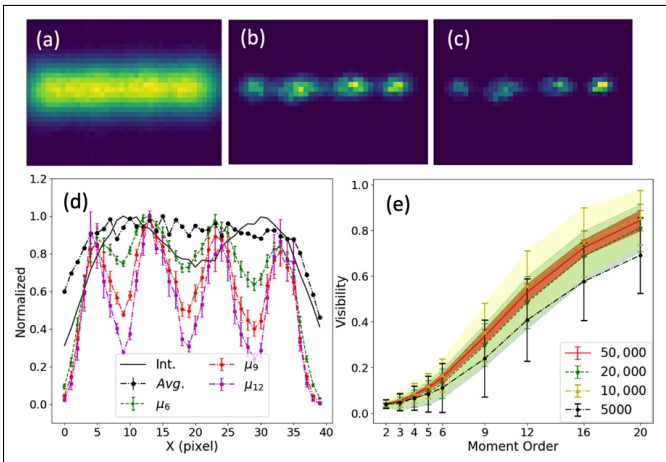 (a)
(b)
(c)
(d)
1.2
1.0
0.8
0.6
0.4
0.2
0.0
Normalized
Int.
Avg.
μ6
μ9
μ12
0 5 10 15 20 25 30 35 40
X (pixel)
(e)
1.0
0.8
0.6
0.4
0.2
0.0
Visibility
50,000
20,000
10,000
5000
2 3 4 5 6 9 12 16 20
Moment Order